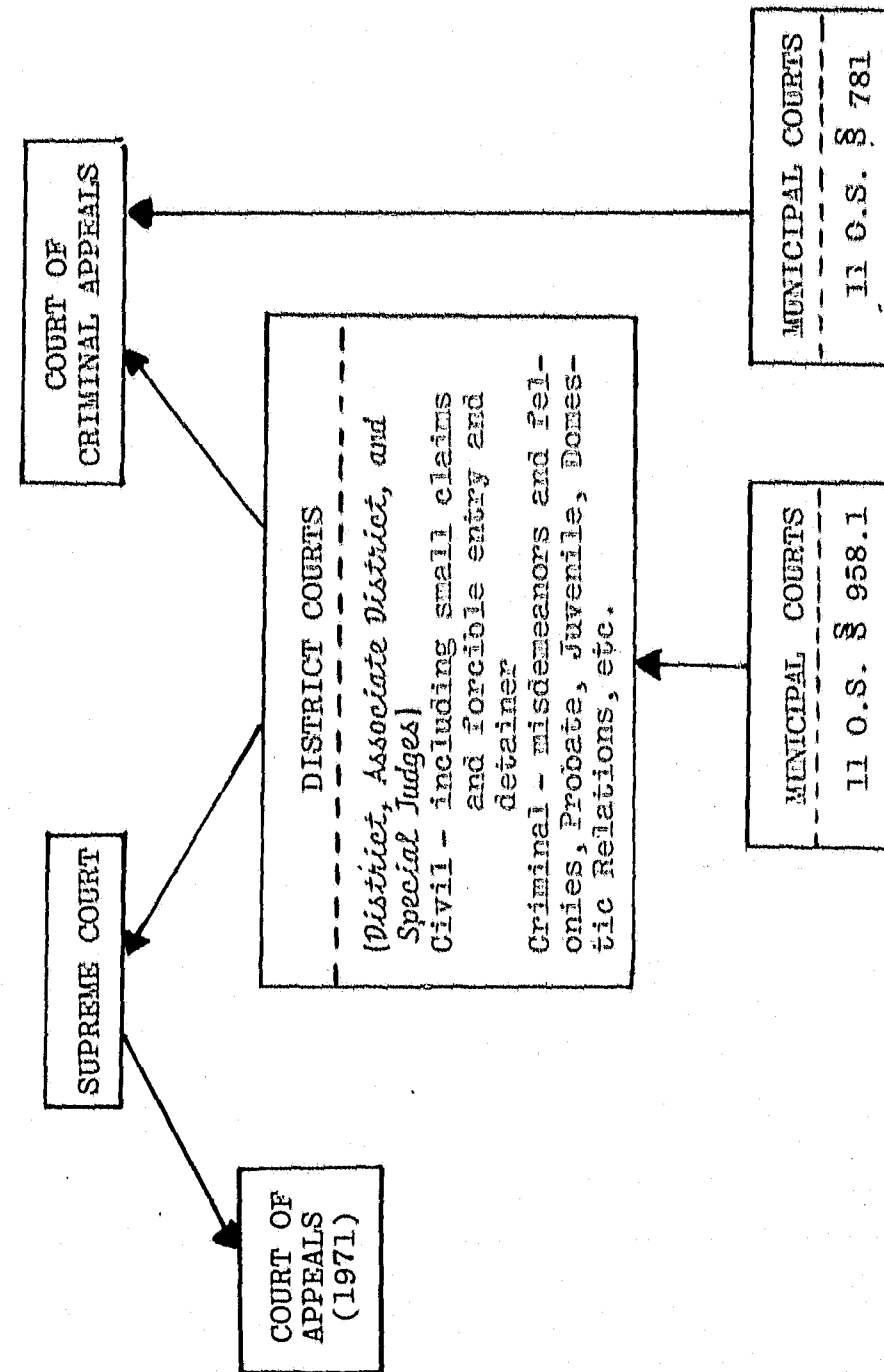 COURT OF
APPEALS
(1971)
SUPREME COURT
COURT OF
CRIMINAL APPEALS
DISTRICT COURTS
(District, Associate District, and
Special Judges)
Civil - including small claims
and forcible entry and
detainer
Criminal - misdemeanors and fel-
onies, Probate, Juvenile, Domes-
tic Relations, etc.
MUNICIPAL COURTS
11 O.S. § 958.1
MUNICIPAL COURTS
11 O.S. § 781